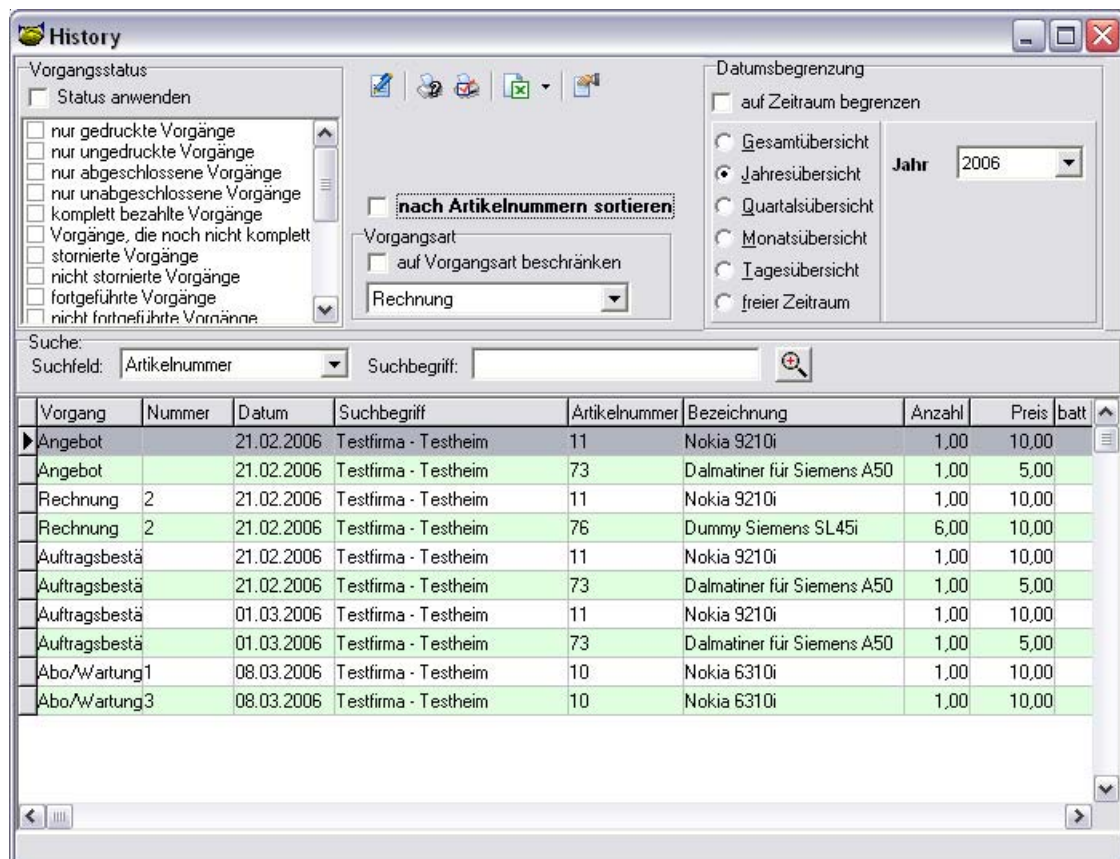 History
Vorgangsstatus
Status anwenden
nur gedruckte Vorgänge
nur ungedruckte Vorgänge
nur abgeschlossene Vorgänge
nur unabgeschlossene Vorgänge
komplett bezahlte Vorgänge
Vorgänge, die noch nicht komplett
stornierte Vorgänge
nicht stornierte Vorgänge
fortgeführte Vorgänge
nicht fortgeführte Vorgänge
nach Artikelnummern sortieren
Vorgangsart
auf Vorgangsart beschränken
Rechnung
Datumsbegrenzung
auf Zeitraum begrenzen
Gesamtübersicht
Jahresübersicht
Quartalsübersicht
Monatsübersicht
Tagesübersicht
freier Zeitraum
Jahr 2006
Suche:
Suchfeld: Artikelnummer Suchbegriff:
Vorgang Nummer Datum Suchbegriff Artikelnummer Bezeichnung Anzahl Preis batt
Angebot 21.02.2006 Testfirma - Testheim 11 Nokia 9210i 1,00 10,00
Angebot 21.02.2006 Testfirma - Testheim 73 Dalmatiner für Siemens A50 1,00 5,00
Rechnung 2 21.02.2006 Testfirma - Testheim 11 Nokia 9210i 1,00 10,00
Rechnung 2 21.02.2006 Testfirma - Testheim 76 Dummy Siemens SL45i 6,00 10,00
Auftragsbestä 21.02.2006 Testfirma - Testheim 11 Nokia 9210i 1,00 10,00
Auftragsbestä 21.02.2006 Testfirma - Testheim 73 Dalmatiner für Siemens A50 1,00 5,00
Auftragsbestä 01.03.2006 Testfirma - Testheim 11 Nokia 9210i 1,00 10,00
Auftragsbestä 01.03.2006 Testfirma - Testheim 73 Dalmatiner für Siemens A50 1,00 5,00
Abo/Wartung 1 08.03.2006 Testfirma - Testheim 10 Nokia 6310i 1,00 10,00
Abo/Wartung 3 08.03.2006 Testfirma - Testheim 10 Nokia 6310i 1,00 10,00